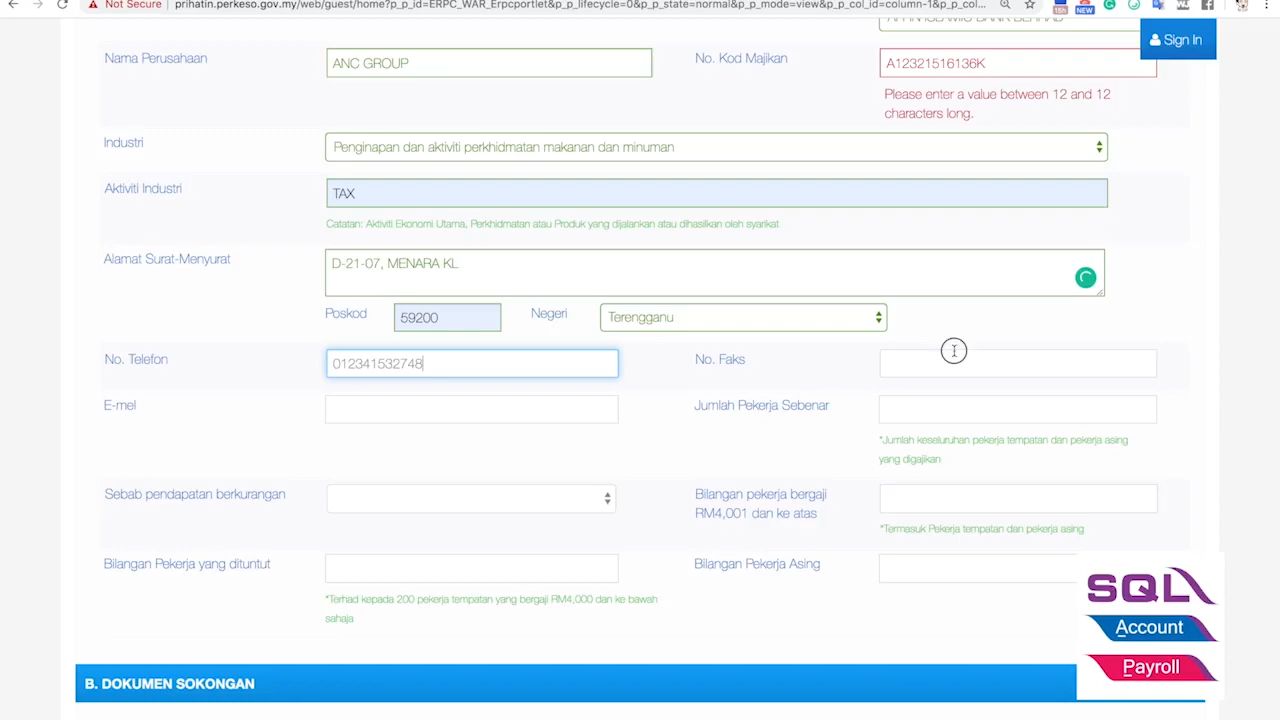 Not Secure prihatin.perkeso.gov.my/web/guest/home?p_p_id=ERPC_WAR_Erpcportlet&p_p_lifecycle=0&p_p_state=normal&p_p_mode=view&p_p_col_id=column-1&p_p_col...
15h NEW
Sign In
Nama Perusahaan ANC GROUP No. Kod Majikan A12321516136K
Please enter a value between 12 and 12
characters long.
Industri Penginapan dan aktiviti perkhidmatan makanan dan minuman
Aktiviti Industri TAX
Catatan: Aktiviti Ekonomi Utama, Perkhidmatan atau Produk yang dijalankan atau dihasilkan oleh syarikat
Alamat Surat-Menyurat D-21-07, MENARA KL
Poskod 59200 Negeri Terengganu
No. Telefon 012341532748 No. Faks
E-mel Jumlah Pekerja Sebenar
*Jumlah keseluruhan pekerja tempatan dan pekerja asing
yang digajikan
Sebab pendapatan berkurangan Bilangan pekerja bergaji
RM4,001 dan ke atas
*Termasuk Pekerja tempatan dan pekerja asing
Bilangan Pekerja yang dituntut Bilangan Pekerja Asing
*Terhad kepada 200 pekerja tempatan yang bergaji RM4,000 dan ke bawah
sahaja
SQL
Account
Payroll
B. DOKUMEN SOKONGAN